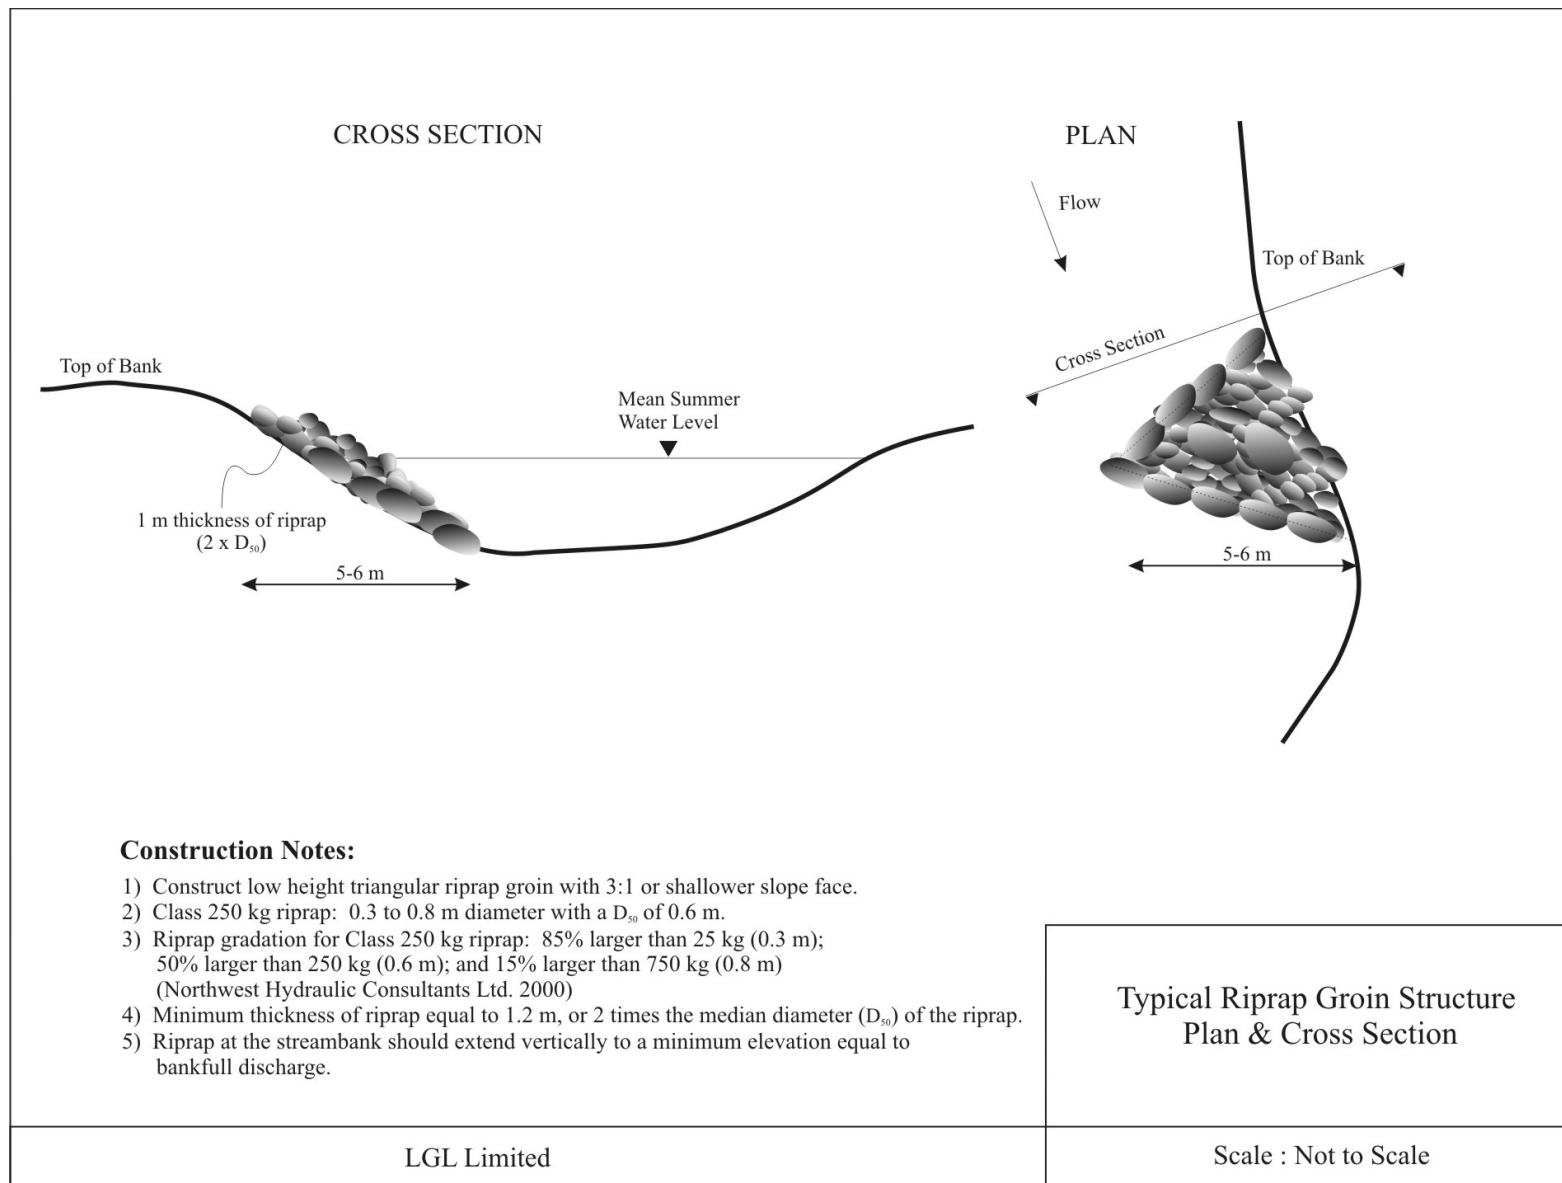 CROSS SECTION
PLAN
Flow
Top of Bank
Cross Section
Top of Bank
Mean Summer
Water Level
1 m thickness of riprap
(2 x D₅₀)
5-6 m
5-6 m
Construction Notes:
1) Construct low height triangular riprap groin with 3:1 or shallower slope face.
2) Class 250 kg riprap: 0.3 to 0.8 m diameter with a D₅₀ of 0.6 m.
3) Riprap gradation for Class 250 kg riprap: 85% larger than 25 kg (0.3 m);
50% larger than 250 kg (0.6 m); and 15% larger than 750 kg (0.8 m)
(Northwest Hydraulic Consultants Ltd. 2000)
4) Minimum thickness of riprap equal to 1.2 m, or 2 times the median diameter (D₅₀) of the riprap.
5) Riprap at the streambank should extend vertically to a minimum elevation equal to
bankfull discharge.
Typical Riprap Groin Structure
Plan & Cross Section
LGL Limited
Scale : Not to Scale